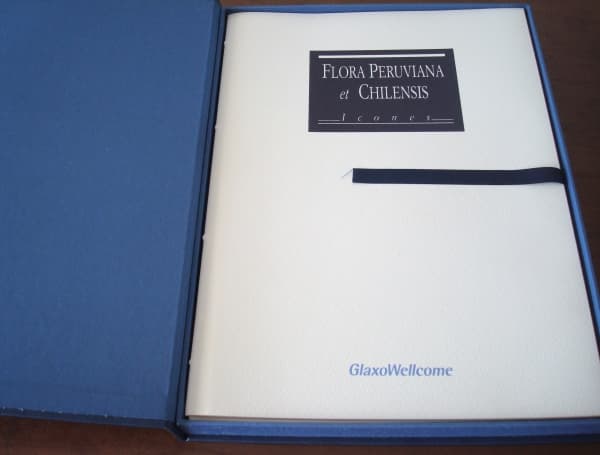 FLORA PERUVIANA
et CHILENSIS
Icones
GlaxoWellcome